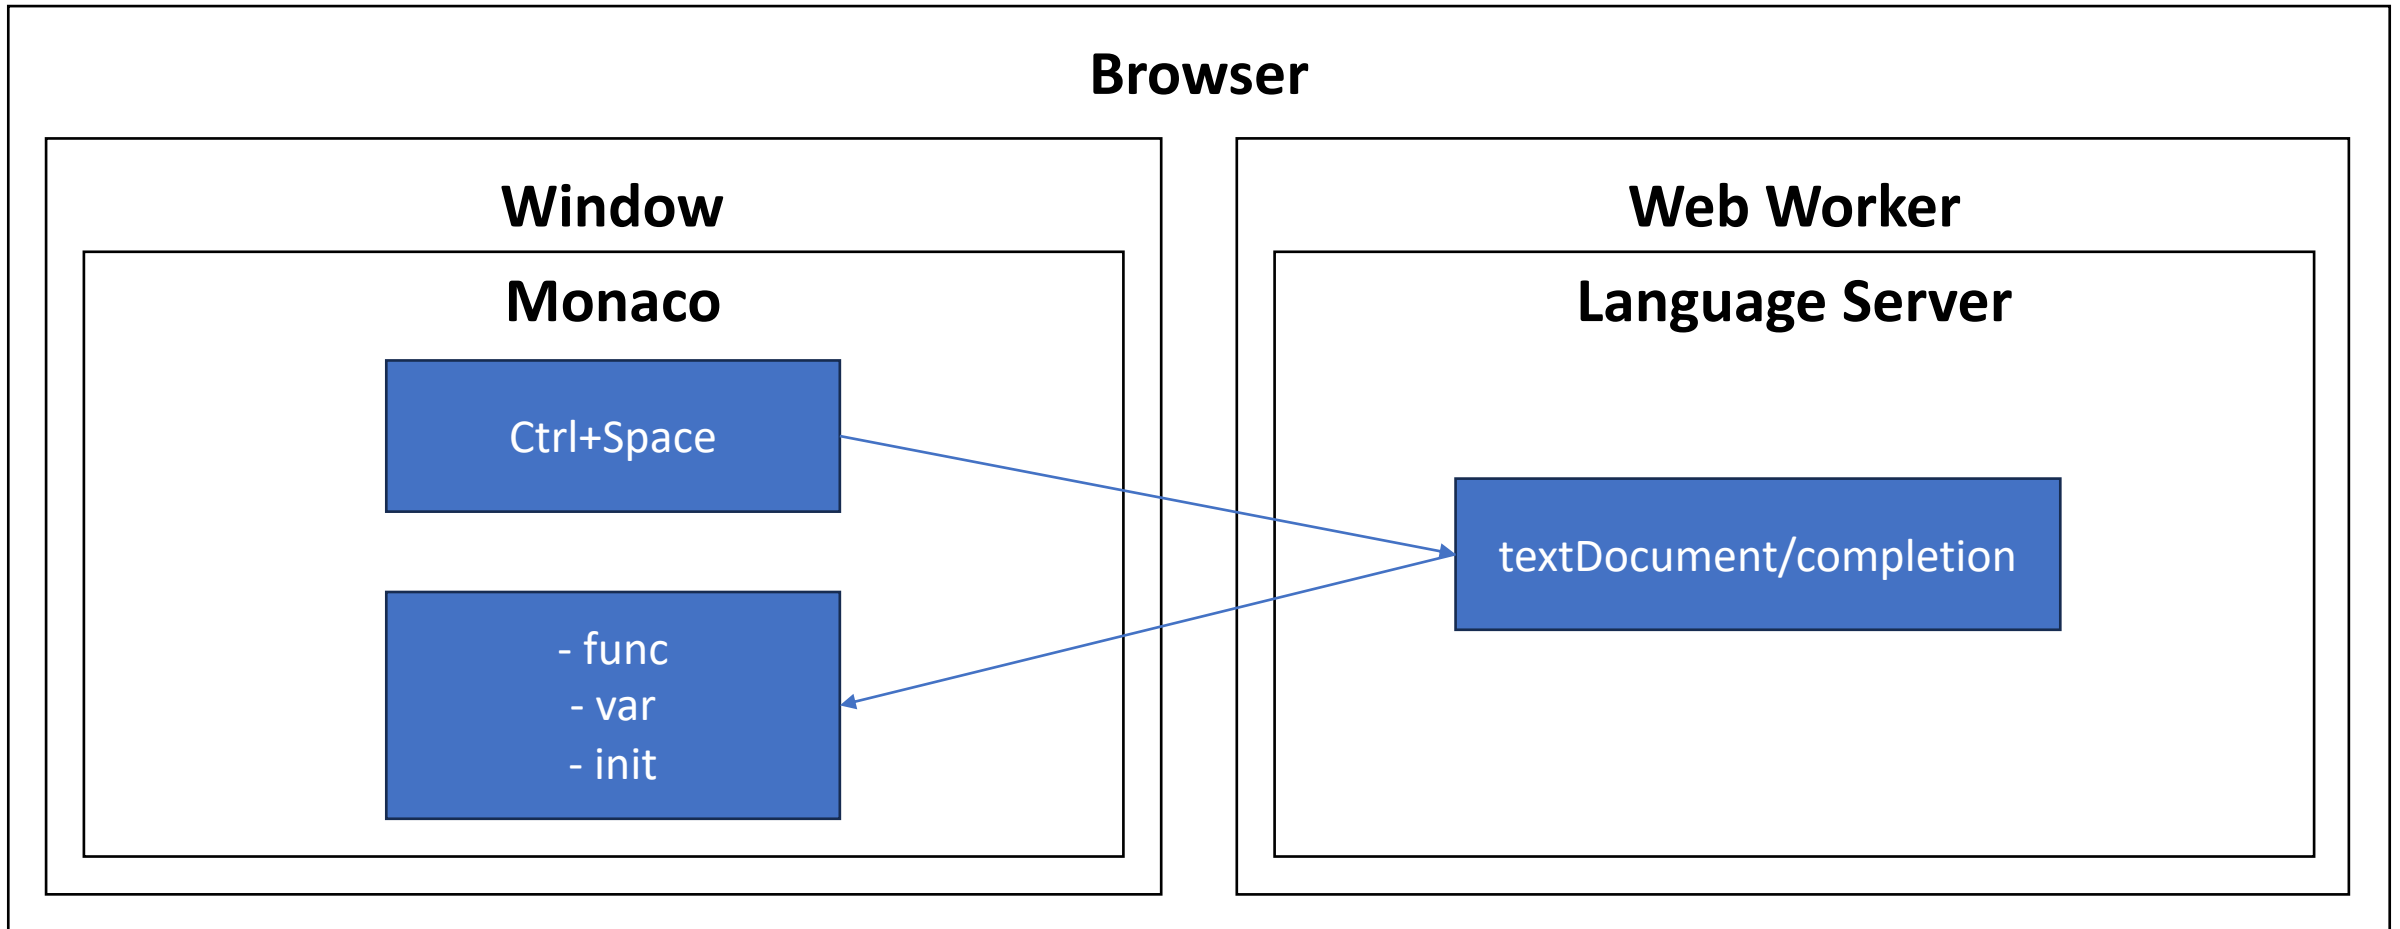 Browser
Window
Monaco
Ctrl+Space
- func
- var
- init
Web Worker
Language Server
textDocument/completion